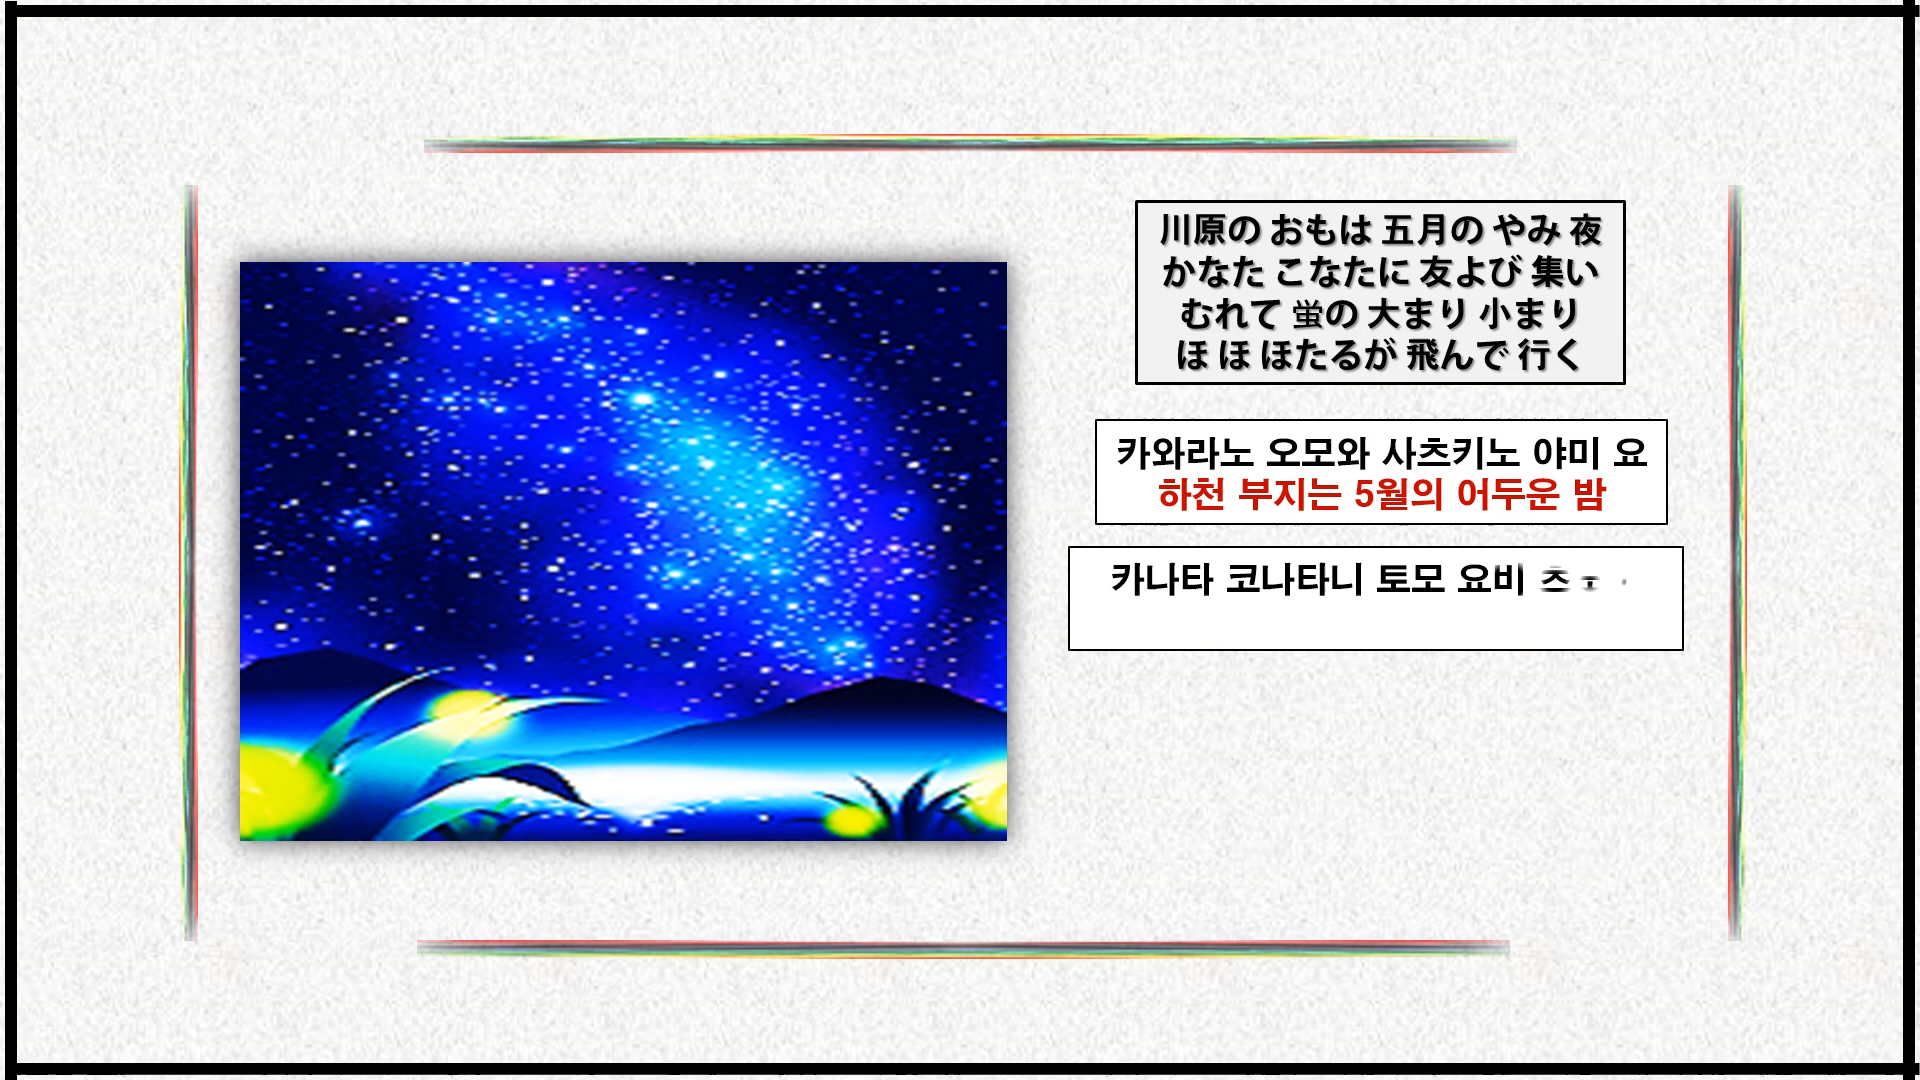 川原の おもは 五月の やみ 夜
かなた こなたに 友よび 集い
むれて 蛍の 大まり 小まり
ほ ほ ほたるが 飛んで 行く
카와라노 오모와 사츠키노 야미 요
하천 부지는 5월의 어두운 밤
카나타 코나타니 토모 요비